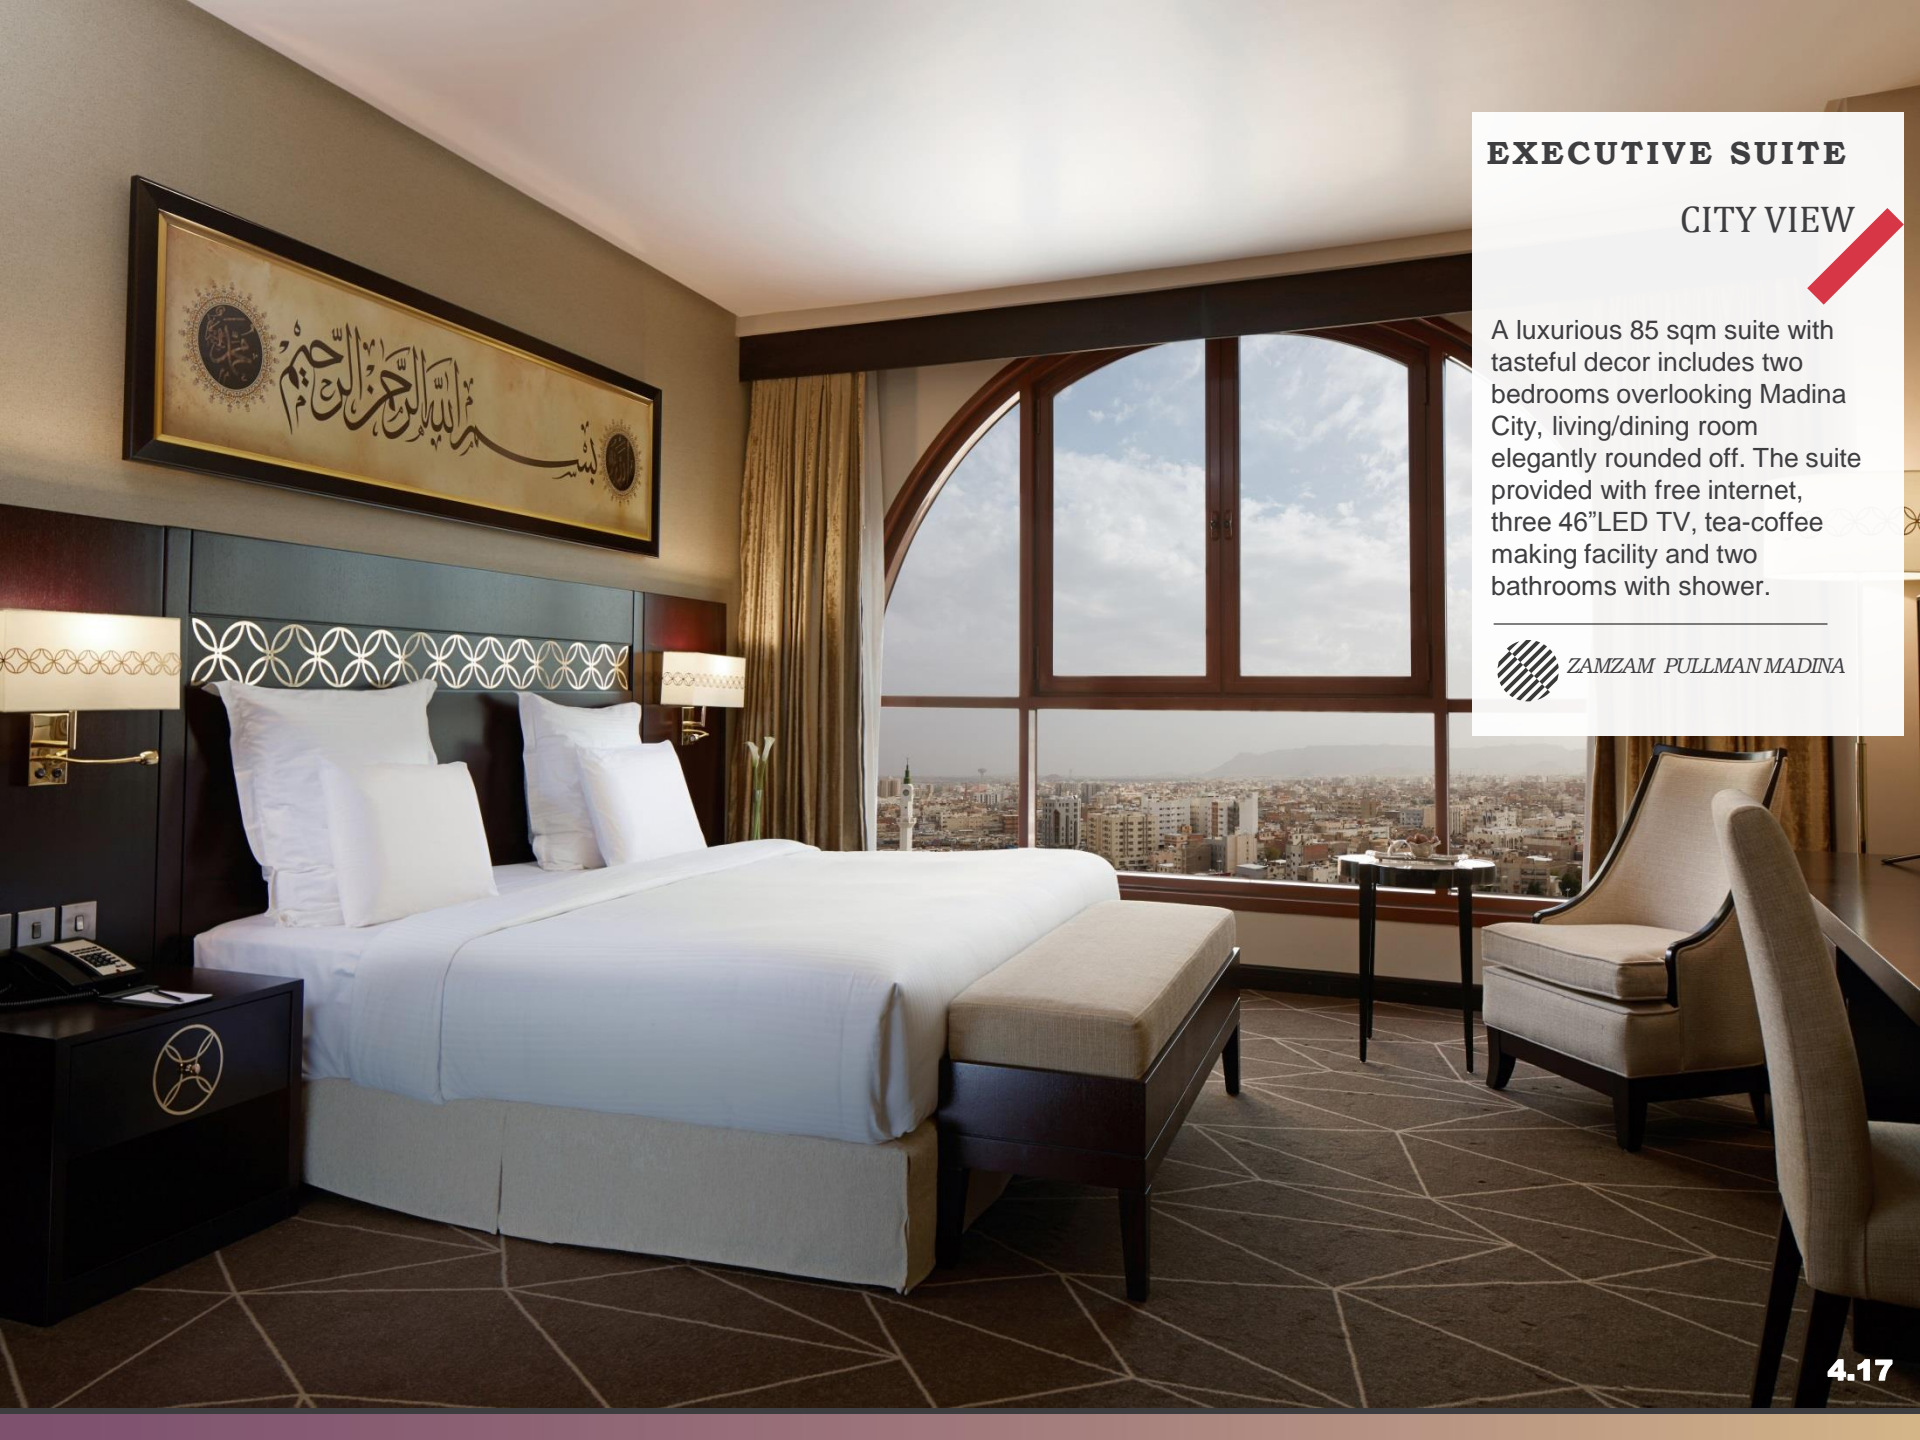 محمد
بسم الله الرحمن الرحيم
الله
EXECUTIVE SUITE
CITY VIEW
A luxurious 85 sqm suite with
tasteful decor includes two
bedrooms overlooking Madina
City, living/dining room
elegantly rounded off. The suite
provided with free internet,
three 46”LED TV, tea-coffee
making facility and two
bathrooms with shower.
ZAMZAM PULLMAN MADINA
4.17